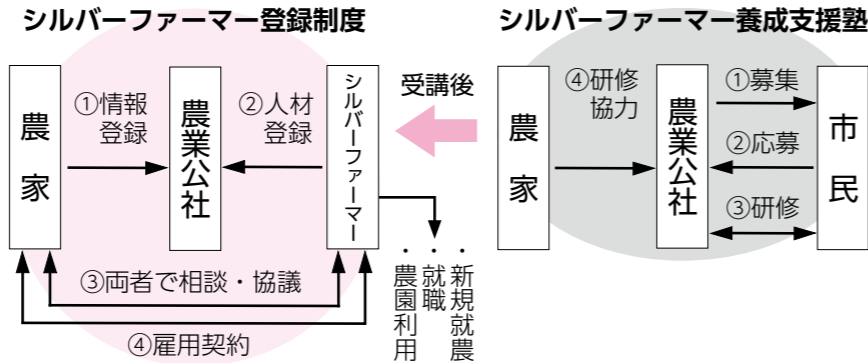 シルバーファーマー登録制度
農家
①情報
登録
農業公社
②人材
登録
シルバーファーマー
③両者で相談・協議
④雇用契約
・新規就農
・就職
・農園利用
受講後
シルバーファーマー養成支援塾
農家
④研修
協力
農業公社
①募集
②応募
③研修
市民